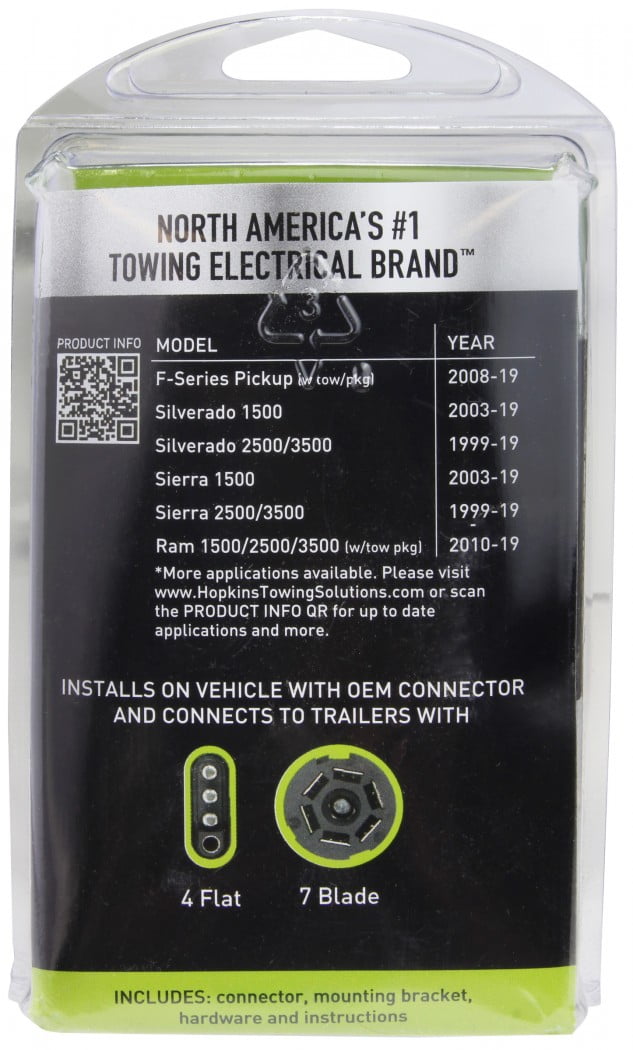 NORTH AMERICA'S #1
TOWING ELECTRICAL BRAND™
3
V
PRODUCT INFO
MODEL YEAR
F-Series Pickup (w tow/pkg) 2008-19
Silverado 1500 2003-19
Silverado 2500/3500 1999-19
Sierra 1500 2003-19
Sierra 2500/3500 1999-19
Ram 1500/2500/3500 (w/tow pkg) 2010-19
*More applications available. Please visit
www.HopkinsTowingSolutions.com or scan
the PRODUCT INFO QR for up to date
applications and more.
INSTALLS ON VEHICLE WITH OEM CONNECTOR
AND CONNECTS TO TRAILERS WITH
4 Flat 7 Blade
INCLUDES: connector, mounting bracket,
hardware and instructions